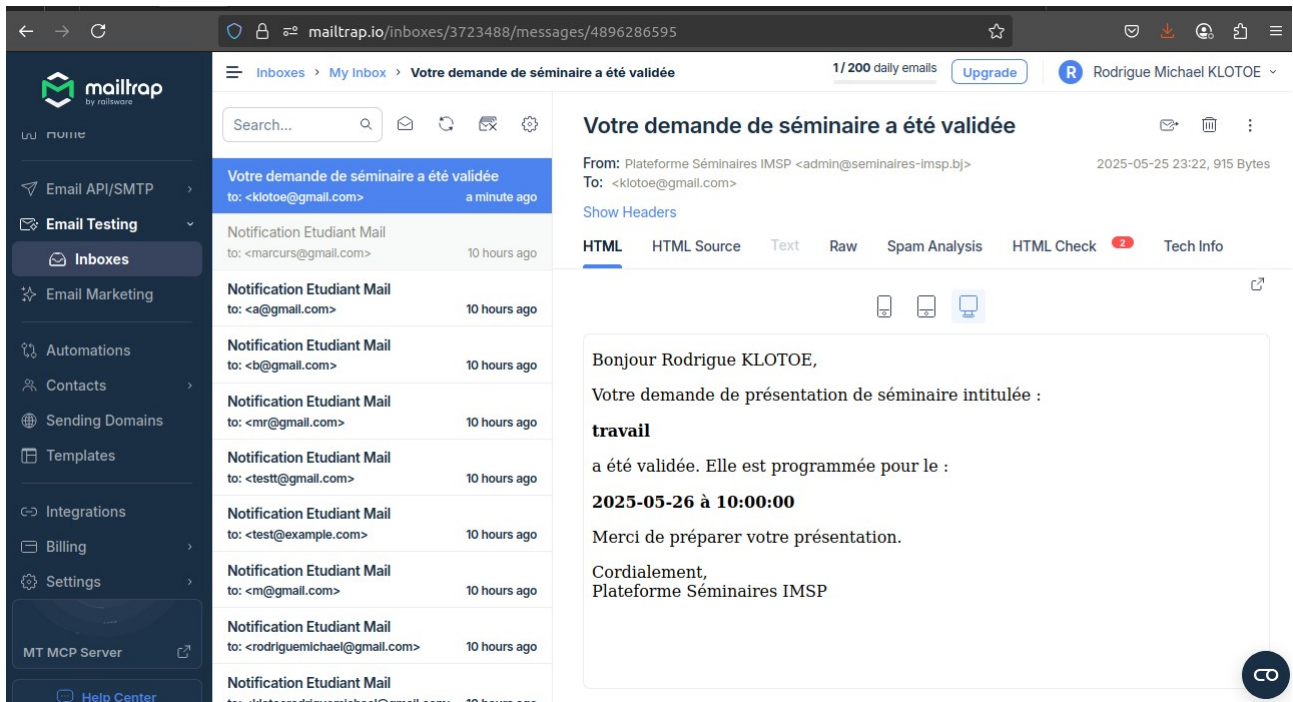 mailtrap.io/inboxes/3723488/messages/4896286595
mailtrap
by railsware
Home
Email API/SMTP
Email Testing
Inboxes
Email Marketing
Automations
Contacts
Sending Domains
Templates
Integrations
Billing
Settings
MT MCP Server
Help Center
Inboxes > My Inbox > Votre demande de séminaire a été validée
1 / 200 daily emails
Upgrade
R
Rodrigue Michael KLOTOE
Search...
Votre demande de séminaire a été validée
to: <klotoe@gmail.com> a minute ago
Notification Etudiant Mail
to: <marcurs@gmail.com> 10 hours ago
Notification Etudiant Mail
to: <a@gmail.com> 10 hours ago
Notification Etudiant Mail
to: <b@gmail.com> 10 hours ago
Notification Etudiant Mail
to: <mr@gmail.com> 10 hours ago
Notification Etudiant Mail
to: <testt@gmail.com> 10 hours ago
Notification Etudiant Mail
to: <test@example.com> 10 hours ago
Notification Etudiant Mail
to: <m@gmail.com> 10 hours ago
Notification Etudiant Mail
to: <rodriguemichael@gmail.com> 10 hours ago
Notification Etudiant Mail
Votre demande de séminaire a été validée
From: Plateforme Séminaires IMSP <admin@seminaires-imsp.bj> 2025-05-25 23:22, 915 Bytes
To: <klotoe@gmail.com>
Show Headers
HTML HTML Source Text Raw Spam Analysis HTML Check 2 Tech Info
Bonjour Rodrigue KLOTOE,
Votre demande de présentation de séminaire intitulée :
travail
a été validée. Elle est programmée pour le :
2025-05-26 à 10:00:00
Merci de préparer votre présentation.
Cordialement,
Plateforme Séminaires IMSP